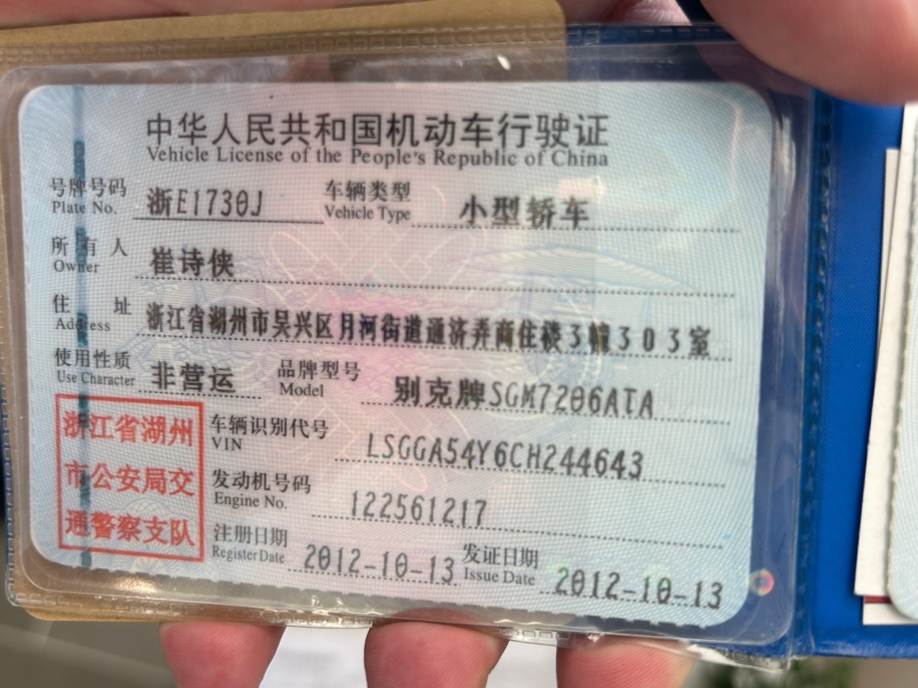 中华人民共和国机动车行驶证
Vehicle License of the People's Republic of China
号牌号码 浙E1730J 车辆类型 小型轿车
Plate No. Vehicle Type
所有人 崔诗侠
Owner
住址 浙江省湖州市吴兴区月河街道通济弄商住楼3幢303室
Address
使用性质 非营运 品牌型号 别克牌SGM7206ATA
Use Character Model
浙江省湖州
市公安局交
通警察支队
车辆识别代号 LSGGA54Y6CH244643
VIN
发动机号码 122561217
Engine No.
注册日期 2012-10-13 发证日期 2012-10-13
Register Date Issue Date